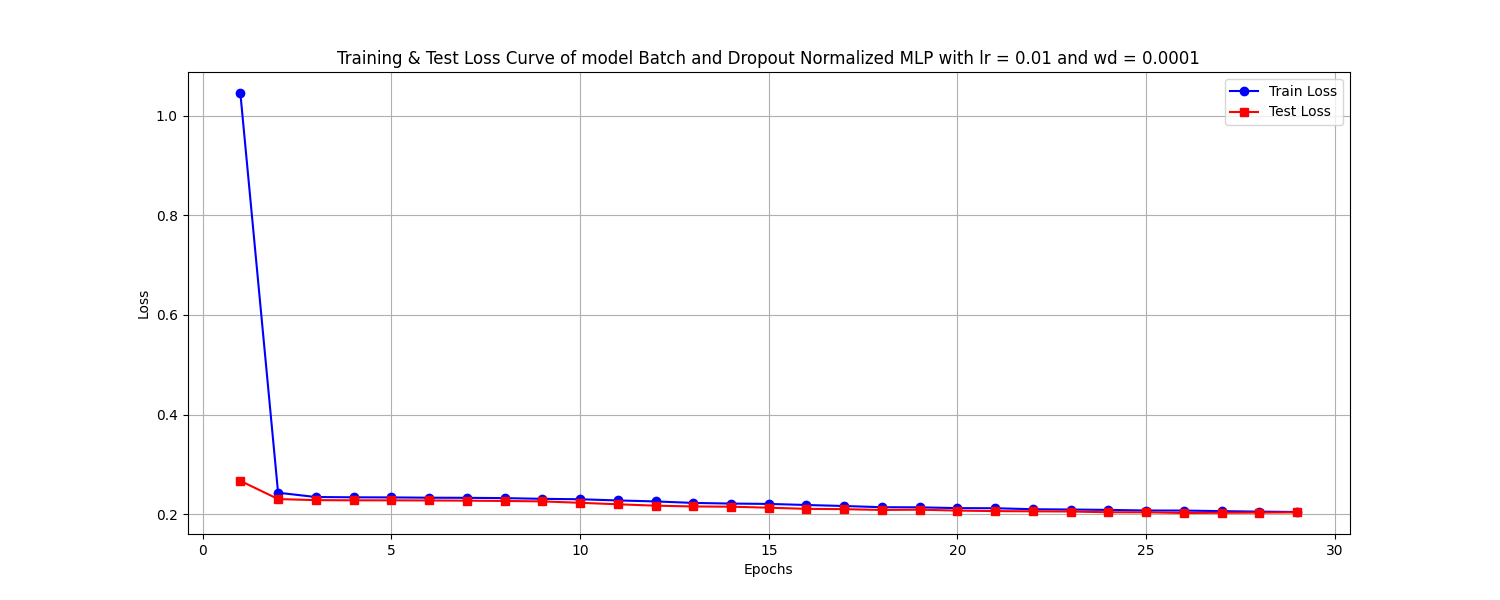 Training & Test Loss Curve of model Batch and Dropout Normalized MLP with lr = 0.01 and wd = 0.0001
Train Loss
Test Loss
1.0
0.8
0.6
0.4
0.2
Loss
0 5 10 15 20 25 30
Epochs